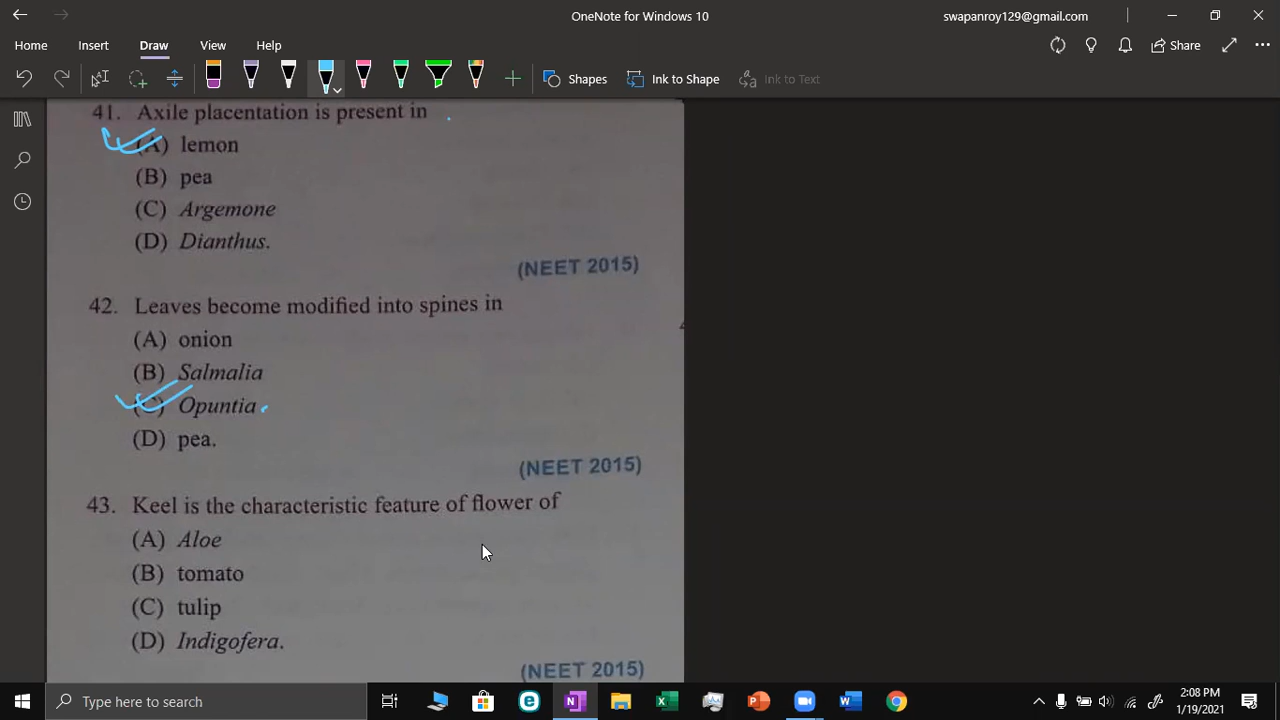 OneNote for Windows 10
swapanroy129@gmail.com
Home Insert Draw View Help
Share
Shapes Ink to Shape Ink to Text
41. Axile placentation is present in
(A) lemon
(B) pea
(C) Argemone
(D) Dianthus.
(NEET 2015)
42. Leaves become modified into spines in
(A) onion
(B) Salmalia
(C) Opuntia
(D) pea.
(NEET 2015)
43. Keel is the characteristic feature of flower of
(A) Aloe
(B) tomato
(C) tulip
(D) Indigofera.
(NEET 2015)
Type here to search
2:08 PM
1/19/2021